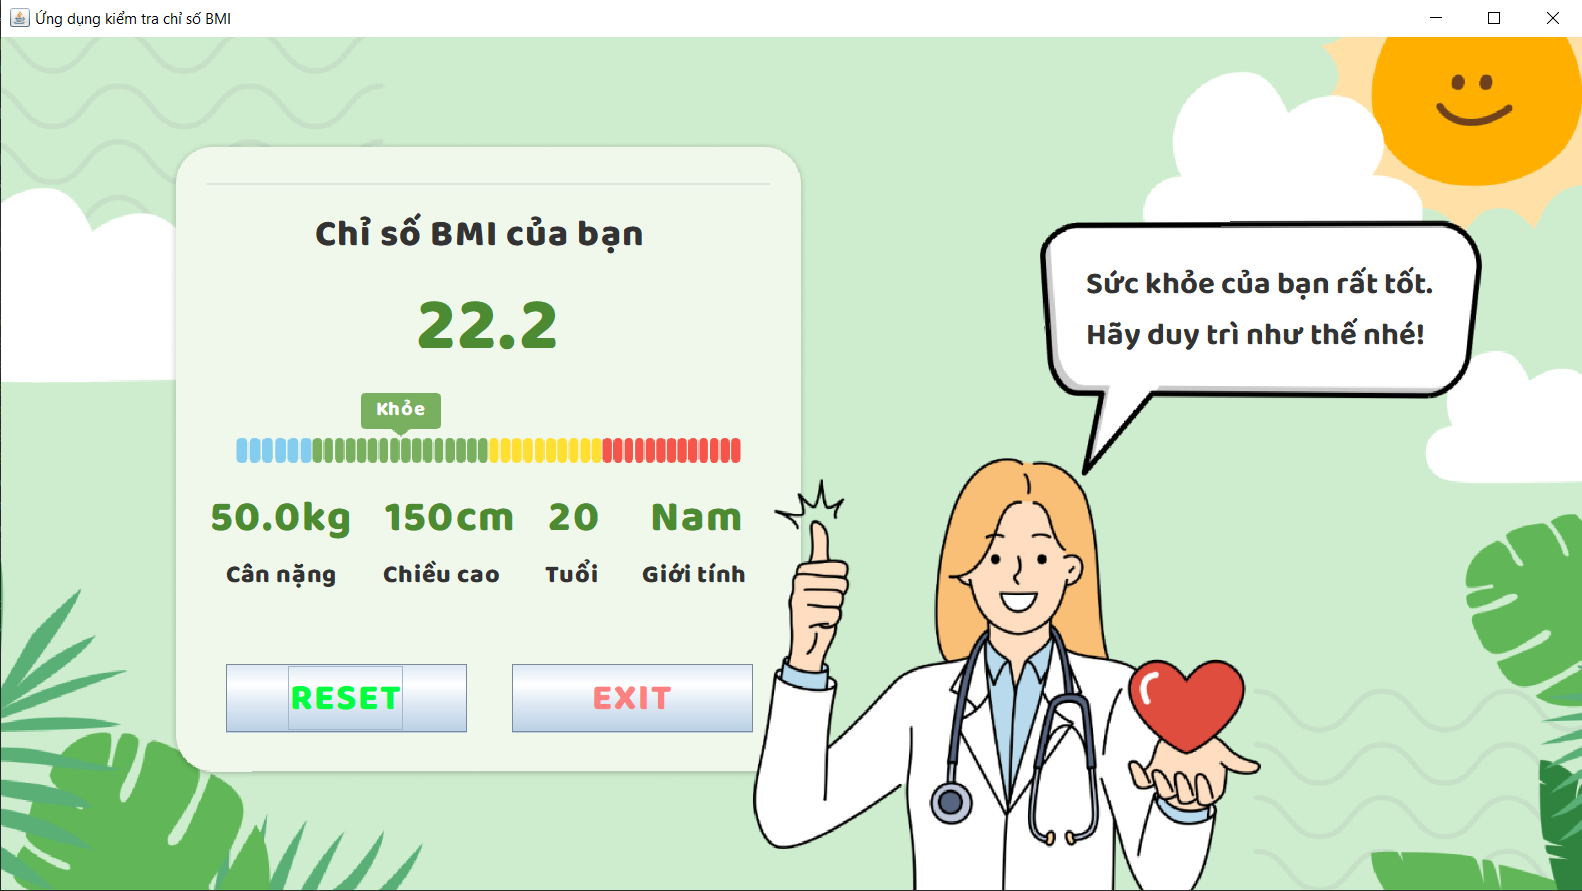 Ứng dụng kiểm tra chỉ số BMI
Chỉ số BMI của bạn
22.2
Khỏe
50.0kg 150cm 20 Nam
Cân nặng Chiều cao Tuổi Giới tính
RESET EXIT
Sức khỏe của bạn rất tốt.
Hãy duy trì như thế nhé!